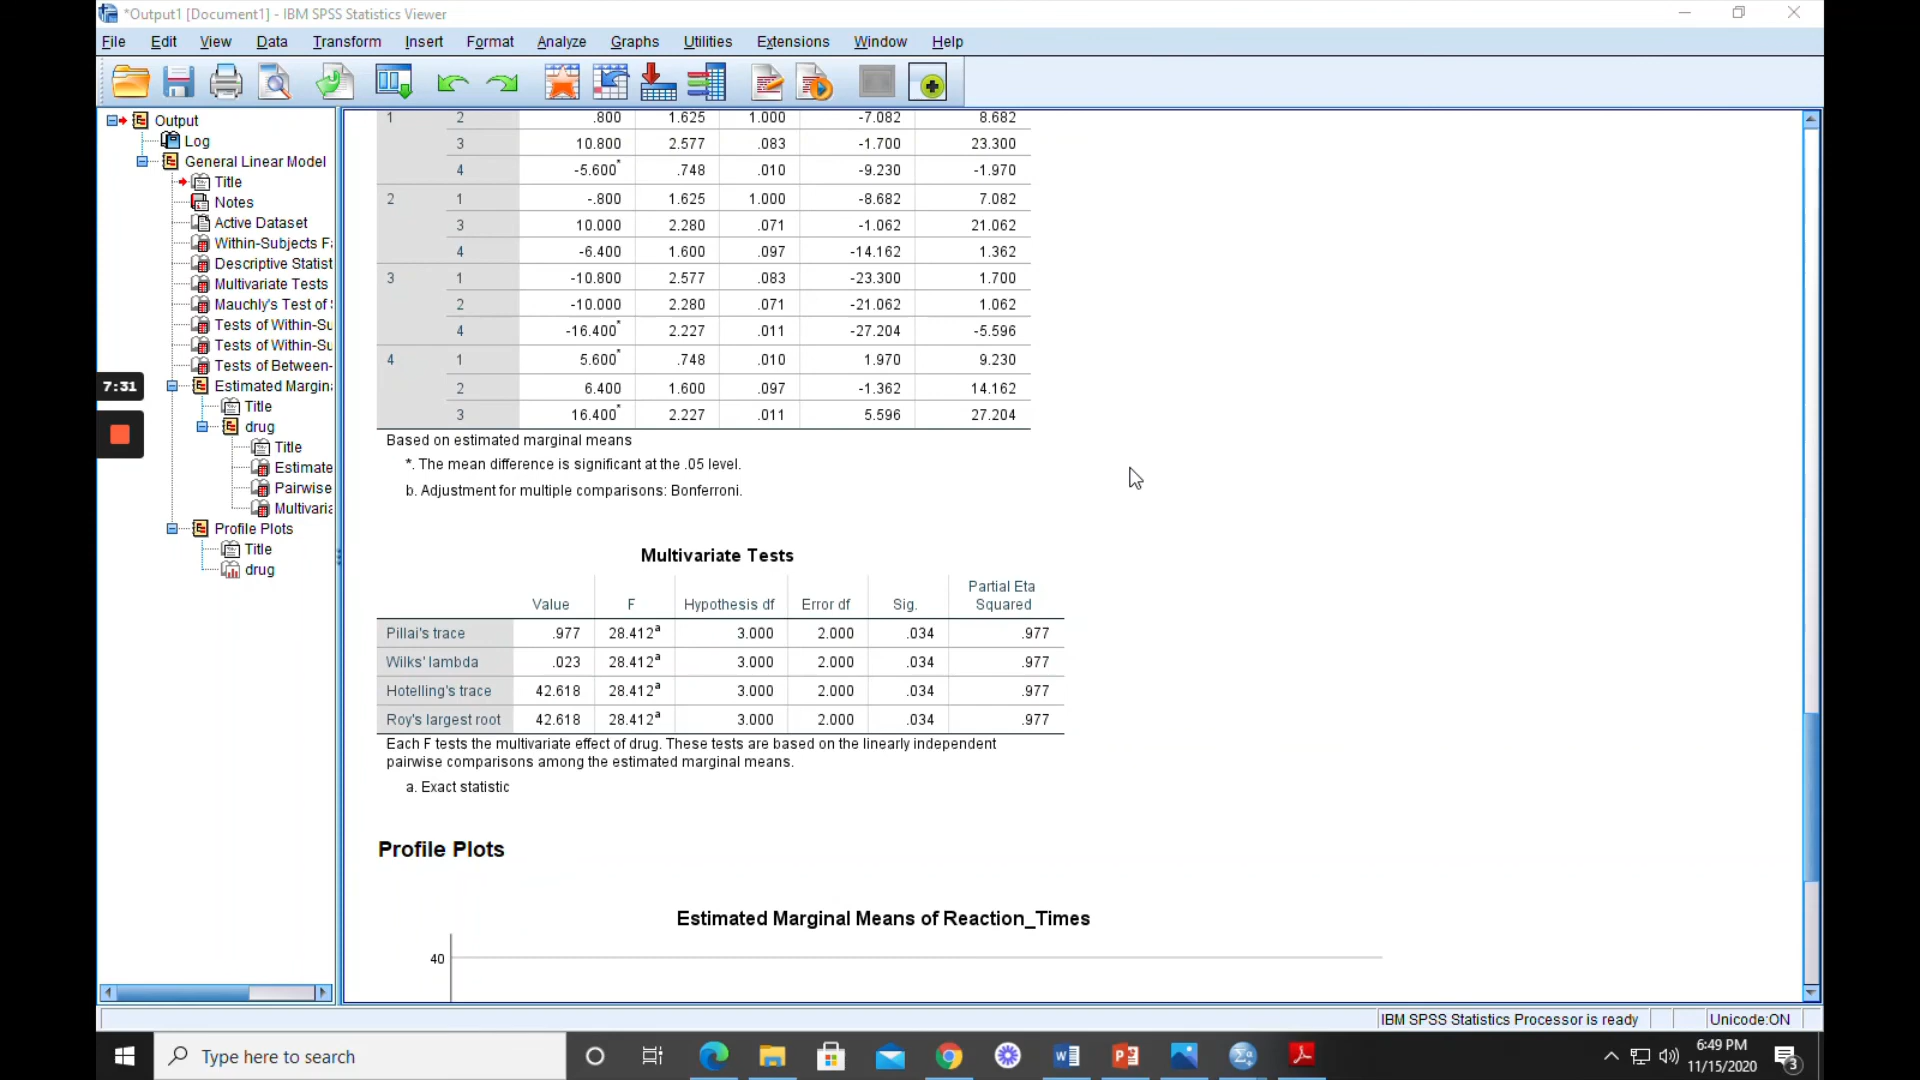 *Output1 [Document1] - IBM SPSS Statistics Viewer
File Edit View Data Transform Insert Format Analyze Graphs Utilities Extensions Window Help
Output
Log
General Linear Model
Title
Notes
Active Dataset
Within-Subjects Fa
Descriptive Statist
Multivariate Tests
Mauchly's Test of
Tests of Within-Su
Tests of Within-Su
Tests of Between-
Estimated Margina
Title
drug
Title
Estimate
Pairwise
Multivaria
Profile Plots
Title
drug
7:31
1 2 .800 1.625 1.000 -7.082 8.682
3 10.800 2.577 .083 -1.700 23.300
4 -5.600* .748 .010 -9.230 -1.970
2 1 -.800 1.625 1.000 -8.682 7.082
3 10.000 2.280 .071 -1.062 21.062
4 -6.400 1.600 .097 -14.162 1.362
3 1 -10.800 2.577 .083 -23.300 1.700
2 -10.000 2.280 .071 -21.062 1.062
4 -16.400* 2.227 .011 -27.204 -5.596
4 1 5.600* .748 .010 1.970 9.230
2 6.400 1.600 .097 -1.362 14.162
3 16.400* 2.227 .011 5.596 27.204
Based on estimated marginal means
*. The mean difference is significant at the .05 level.
b. Adjustment for multiple comparisons: Bonferroni.
Multivariate Tests
Value F Hypothesis df Error df Sig. Partial Eta Squared
Pillai's trace .977 28.412a 3.000 2.000 .034 .977
Wilks' lambda .023 28.412a 3.000 2.000 .034 .977
Hotelling's trace 42.618 28.412a 3.000 2.000 .034 .977
Roy's largest root 42.618 28.412a 3.000 2.000 .034 .977
Each F tests the multivariate effect of drug. These tests are based on the linearly independent
pairwise comparisons among the estimated marginal means.
a. Exact statistic
Profile Plots
Estimated Marginal Means of Reaction_Times
40
IBM SPSS Statistics Processor is ready Unicode:ON
Type here to search
6:49 PM
11/15/2020
3